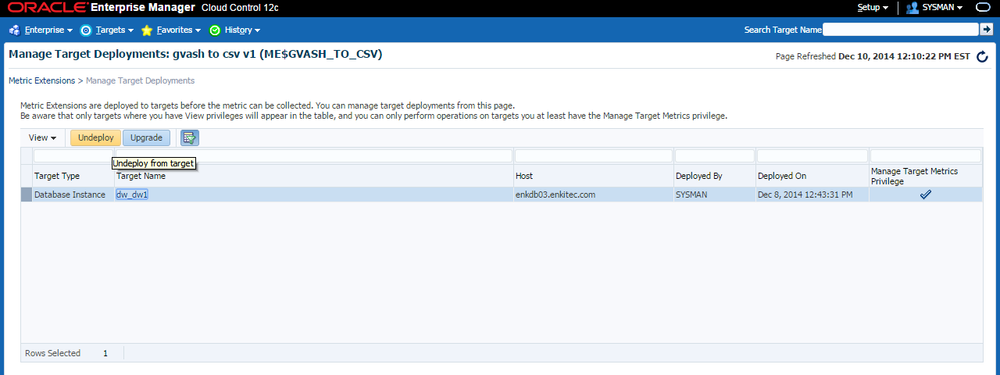 ORACLE Enterprise Manager Cloud Control 12c Setup SYSMAN
Enterprise Targets Favorites History Search Target Name
Manage Target Deployments: gvash to csv v1 (ME$GVASH_TO_CSV)
Page Refreshed Dec 10, 2014 12:10:22 PM EST
Metric Extensions > Manage Target Deployments
Metric Extensions are deployed to targets before the metric can be collected. You can manage target deployments from this page.
Be aware that only targets where you have View privileges will appear in the table, and you can only perform operations on targets you at least have the Manage Target Metrics privilege.
View Undeploy Upgrade
Undeploy from target
Target Type Target Name Host Deployed By Deployed On Manage Target Metrics
Privilege
Database Instance dw_dw1 enkdb03.enkitec.com SYSMAN Dec 8, 2014 12:43:31 PM
Rows Selected 1